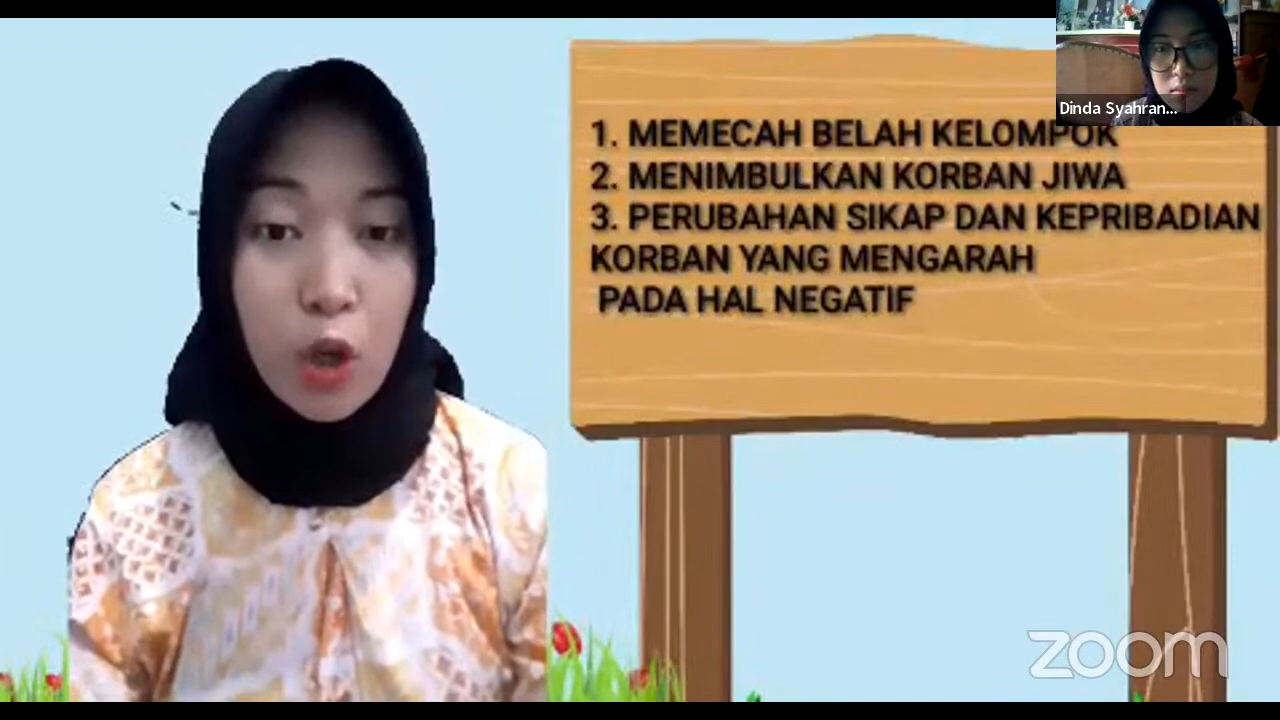 1. MEMECAH BELAH KELOMPOK
2. MENIMBULKAN KORBAN JIWA
3. PERUBAHAN SIKAP DAN KEPRIBADIAN
KORBAN YANG MENGARAH
PADA HAL NEGATIF
Dinda Syahran...
zoom